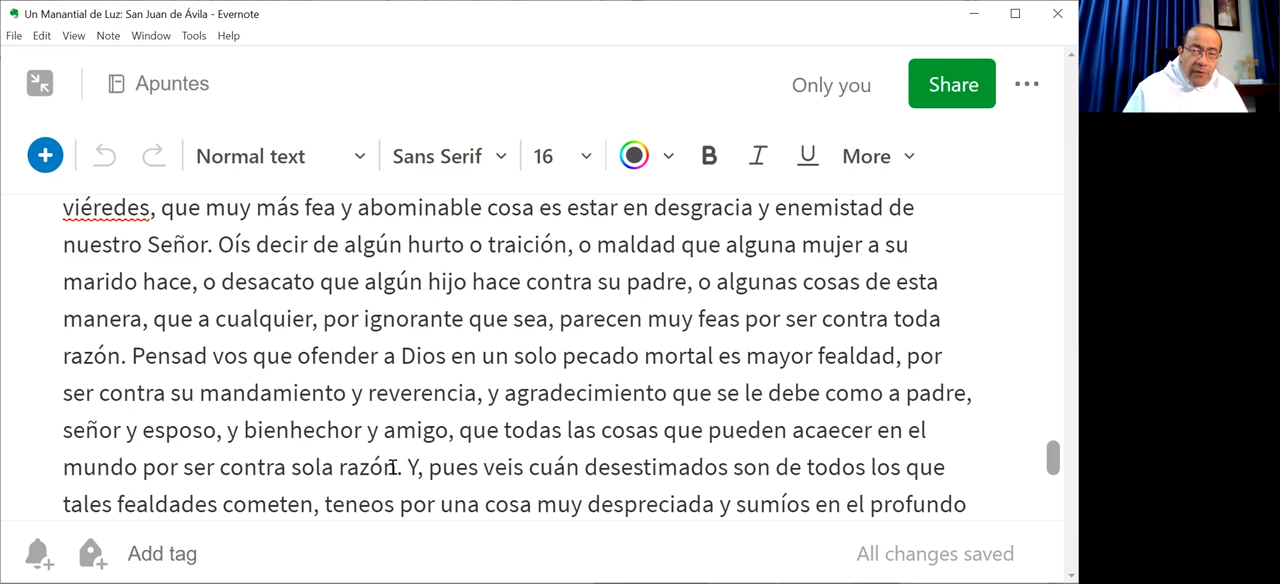 Un Manantial de Luz: San Juan de Ávila - Evernote
File Edit View Note Window Tools Help
Apuntes
Only you
Share
Normal text
Sans Serif
16
B I U More
viéredes, que muy más fea y abominable cosa es estar en desgracia y enemistad de
nuestro Señor. Oís decir de algún hurto o traición, o maldad que alguna mujer a su
marido hace, o desacato que algún hijo hace contra su padre, o algunas cosas de esta
manera, que a cualquier, por ignorante que sea, parecen muy feas por ser contra toda
razón. Pensad vos que ofender a Dios en un solo pecado mortal es mayor fealdad, por
ser contra su mandamiento y reverencia, y agradecimiento que se le debe como a padre,
señor y esposo, y bienhechor y amigo, que todas las cosas que pueden acaecer en el
mundo por ser contra sola razón. Y, pues veis cuán desestimados son de todos los que
tales fealdades cometen, teneos por una cosa muy despreciada y sumíos en el profundo
Add tag
All changes saved